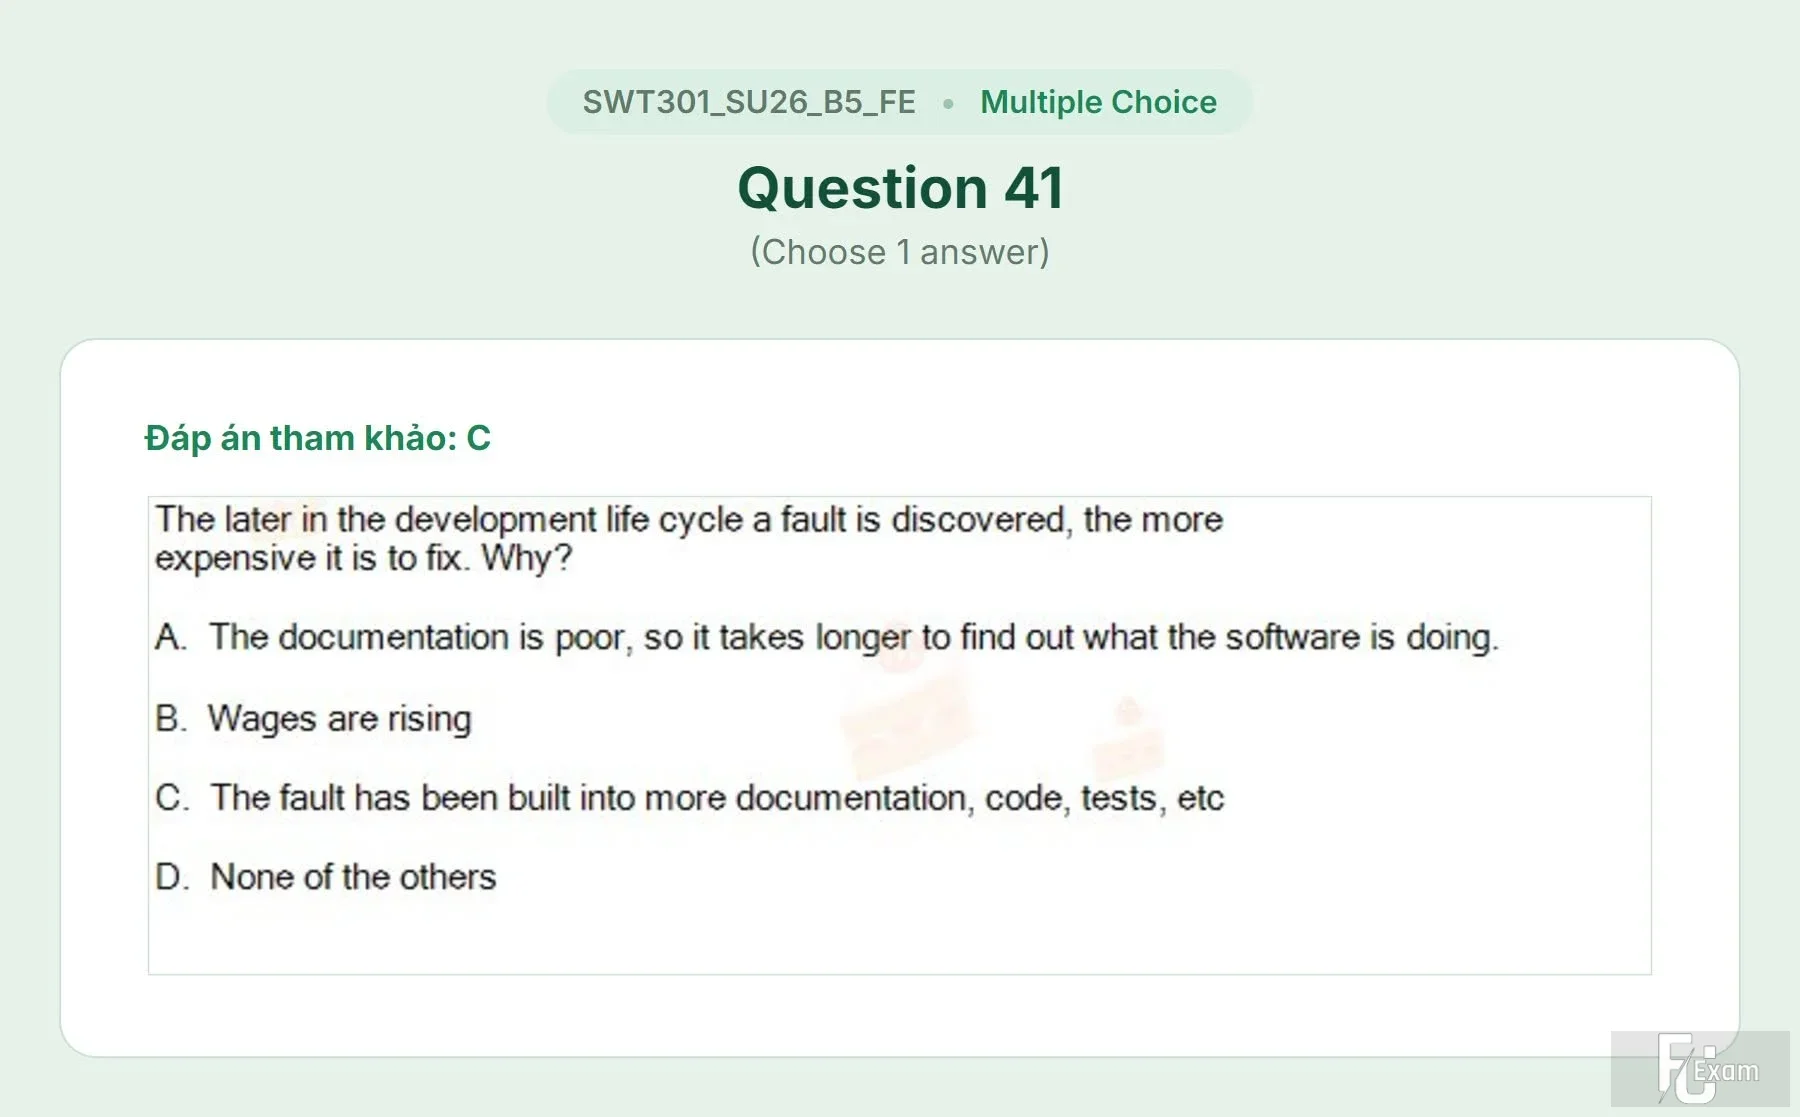 SWT301_SU26_B5_FE • Multiple Choice
Question 41
(Choose 1 answer)
Đáp án tham khảo: C
The later in the development life cycle a fault is discovered, the more
expensive it is to fix. Why?
A. The documentation is poor, so it takes longer to find out what the software is doing.
B. Wages are rising
C. The fault has been built into more documentation, code, tests, etc
D. None of the others
FU Exam